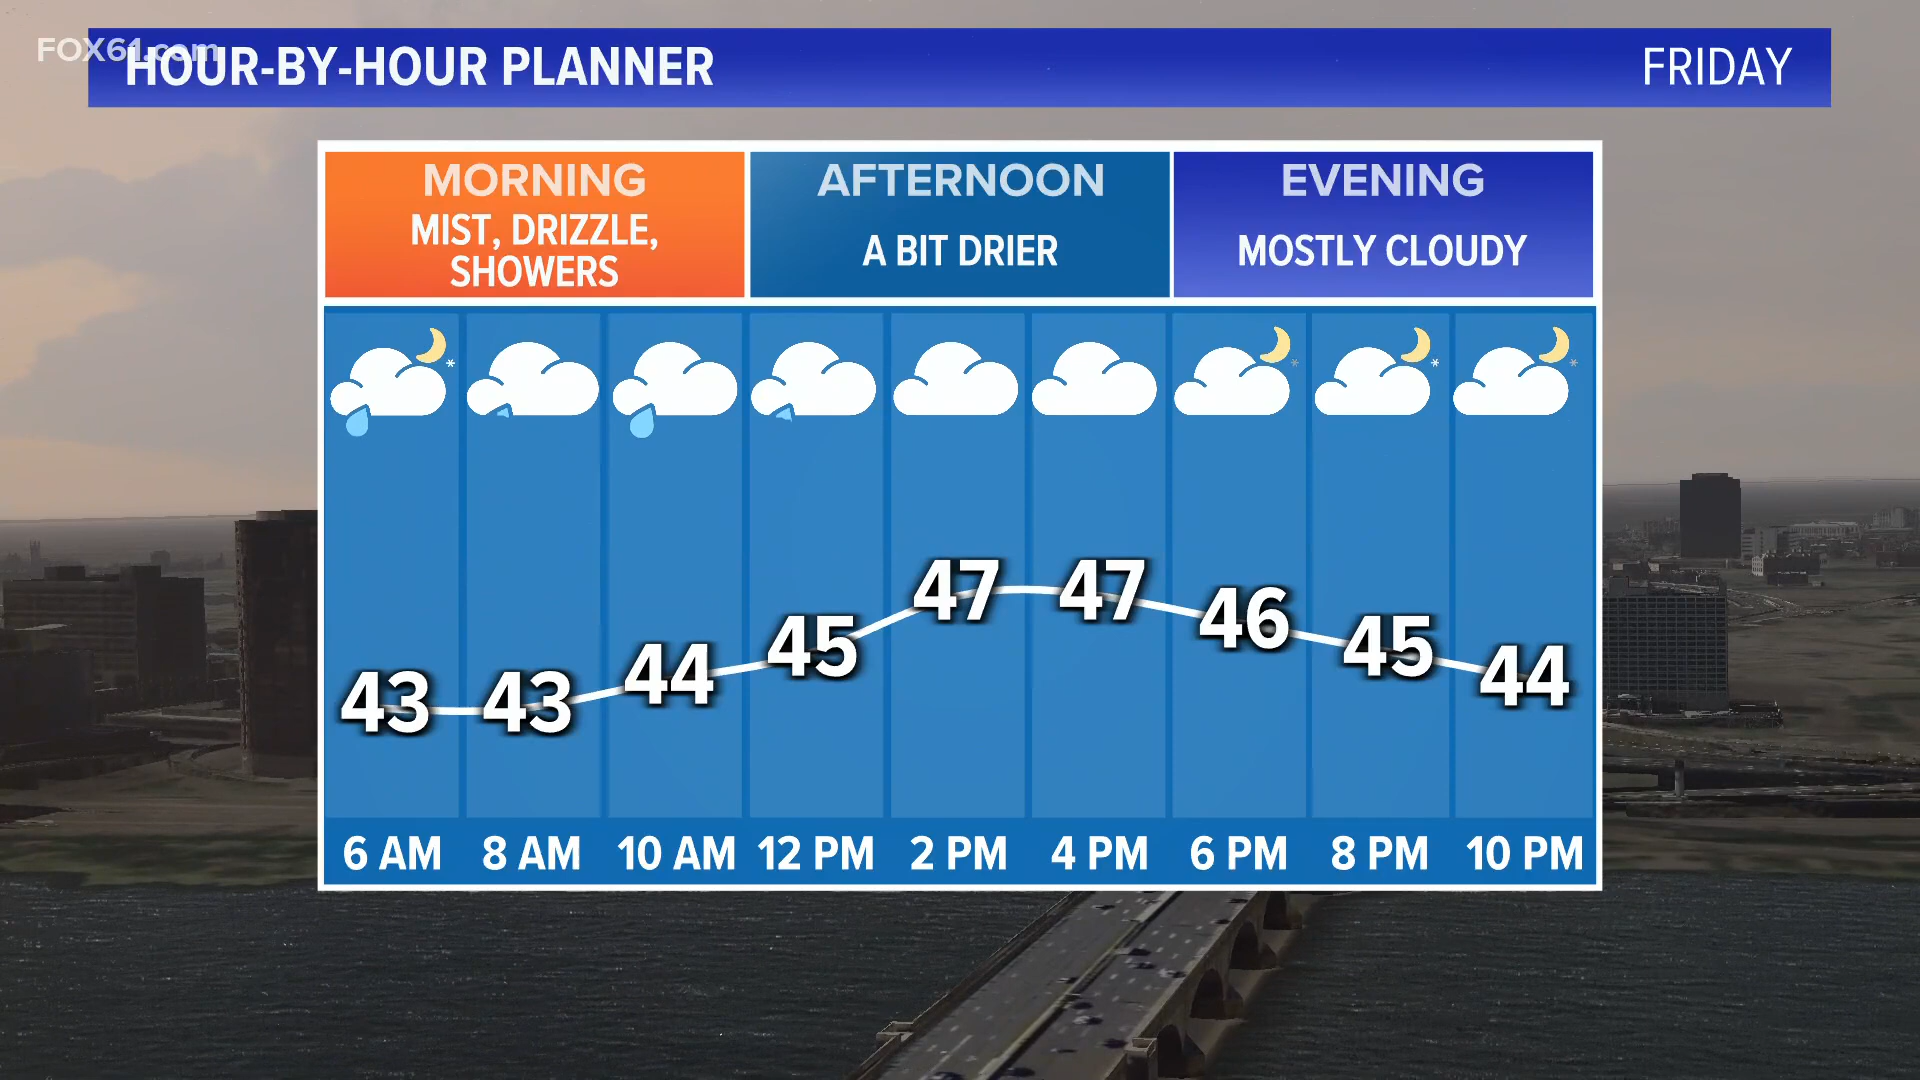 FOX61.com
HOUR-BY-HOUR PLANNER
FRIDAY
MORNING
MIST, DRIZZLE,
SHOWERS
AFTERNOON
A BIT DRIER
EVENING
MOSTLY CLOUDY
43 43 44 45 47 47 46 45 44
6 AM 8 AM 10 AM 12 PM 2 PM 4 PM 6 PM 8 PM 10 PM